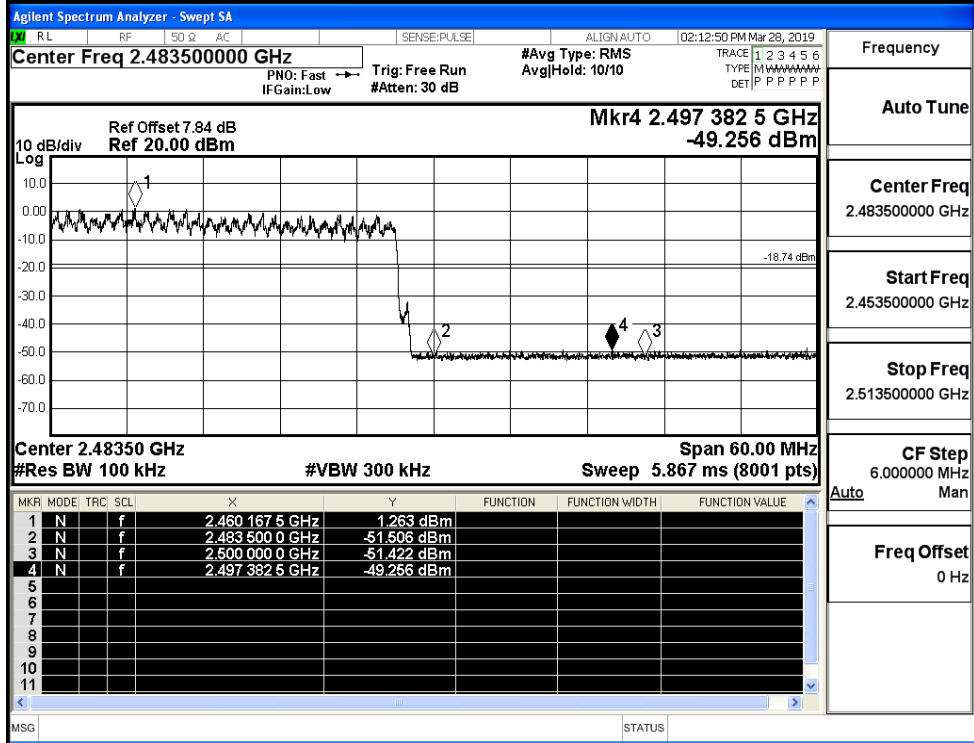 Agilent Spectrum Analyzer - Swept SA
LXI RL RF 50 Ω AC SENSE:PULSE ALIGN AUTO 02:12:50 PM Mar 28, 2019
Center Freq 2.483500000 GHz
PNO: Fast
IFGain:Low
Trig: Free Run
#Atten: 30 dB
#Avg Type: RMS
Avg|Hold: 10/10
TRACE 1 2 3 4 5 6
TYPE M WWWWW
DET P P P P P P
Mkr4 2.497 382 5 GHz
-49.256 dBm
Ref Offset 7.84 dB
10 dB/div Ref 20.00 dBm
Log
10.0
0.00
-10.0
-20.0
-30.0
-40.0
-50.0
-60.0
-70.0
1
2
4
3
-18.74 dBm
Center 2.48350 GHz Span 60.00 MHz
#Res BW 100 kHz #VBW 300 kHz Sweep 5.867 ms (8001 pts)
MKR MODE TRC SCL X Y FUNCTION FUNCTION WIDTH FUNCTION VALUE
1 N f 2.460 167 5 GHz 1.263 dBm
2 N f 2.483 500 0 GHz -51.506 dBm
3 N f 2.500 000 0 GHz -51.422 dBm
4 N f 2.497 382 5 GHz -49.256 dBm
5
6
7
8
9
10
11
MSG STATUS
Frequency
Auto Tune
Center Freq
2.483500000 GHz
Start Freq
2.453500000 GHz
Stop Freq
2.513500000 GHz
CF Step
6.000000 MHz
Auto Man
Freq Offset
0 Hz